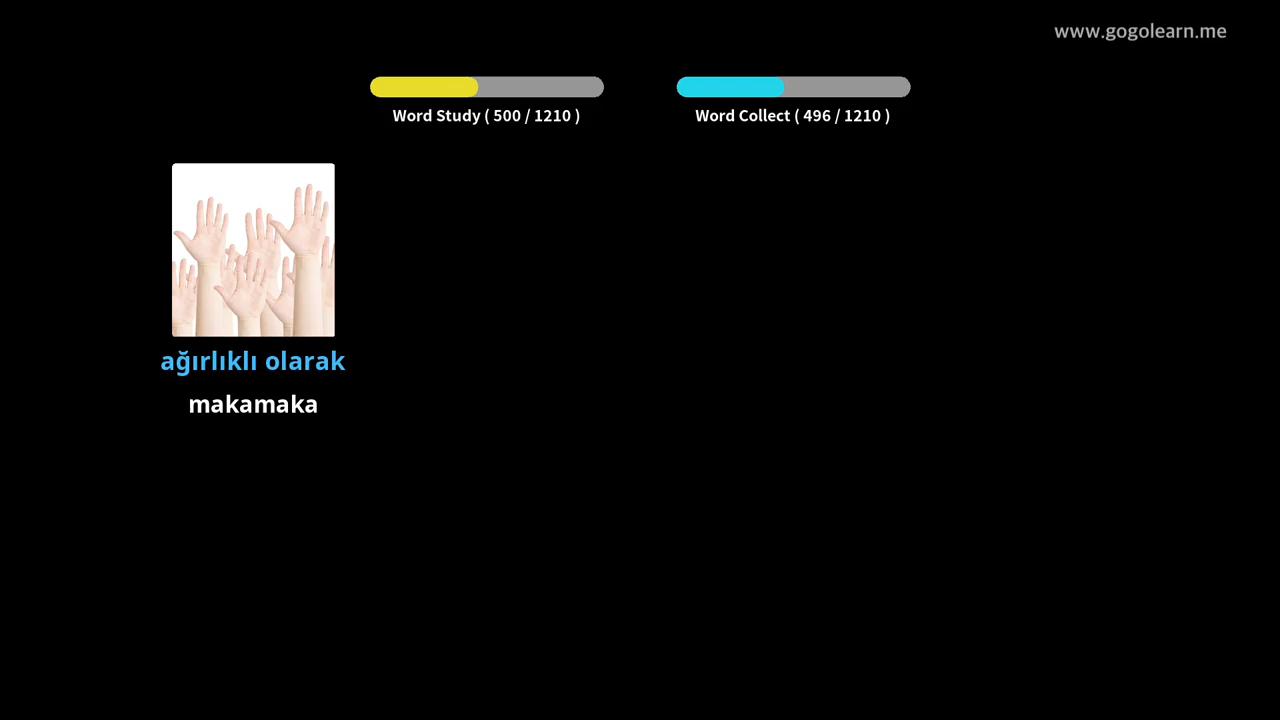 www.gogolearn.me
Word Study ( 500 / 1210 )
Word Collect ( 496 / 1210 )
ağırlıklı olarak
makamaka